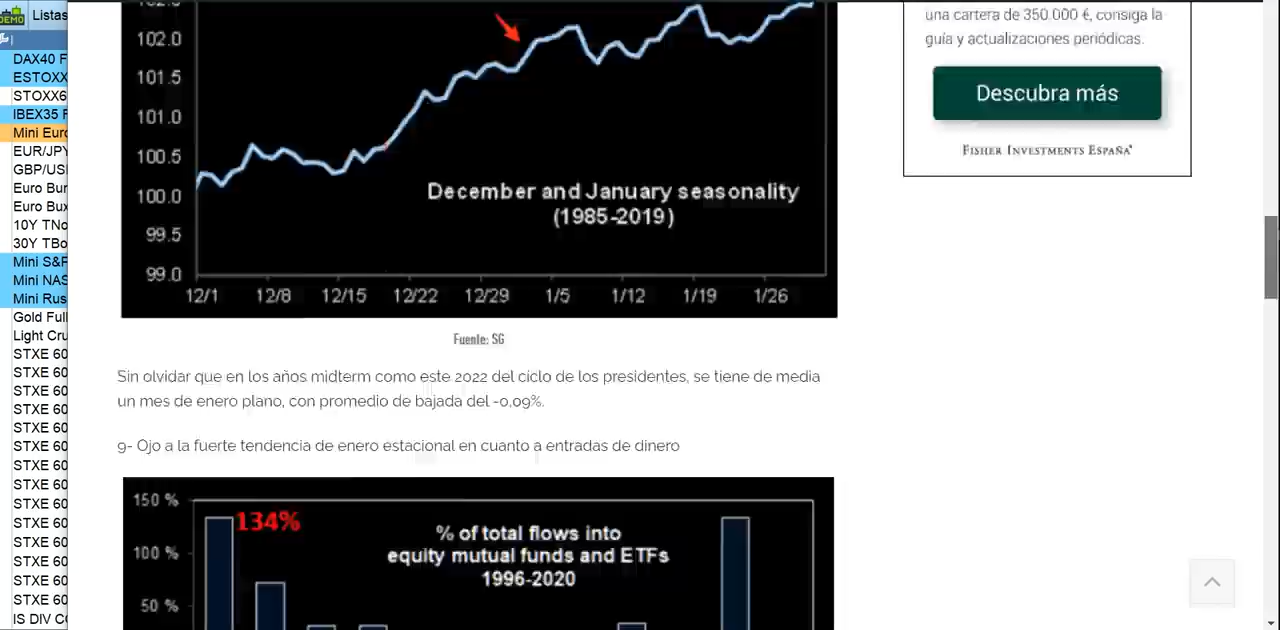 DEMO
Listas
DAX40 F
ESTOXX
STOXX6
IBEX35 F
Mini Euro
EUR/JPY
GBP/USD
Euro Bun
Euro Bux
10Y TNo
30Y TBo
Mini S&P
Mini NAS
Mini Rus
Gold Full
Light Cru
STXE 60
STXE 60
STXE 60
STXE 60
STXE 60
STXE 60
STXE 60
STXE 60
STXE 60
STXE 60
STXE 60
STXE 60
STXE 60
STXE 60
IS DIV C
102.5
102.0
101.5
101.0
100.5
100.0
99.5
99.0
December and January seasonality
(1985-2019)
12/1 12/8 12/15 12/22 12/29 1/5 1/12 1/19 1/26
Fuente: SG
Sin olvidar que en los años midterm como este 2022 del ciclo de los presidentes, se tiene de media
un mes de enero plano, con promedio de bajada del -0,09%.
9- Ojo a la fuerte tendencia de enero estacional en cuanto a entradas de dinero
150 %
100 %
50 %
134%
% of total flows into
equity mutual funds and ETFs
1996-2020
una cartera de 350.000 €, consiga la
guía y actualizaciones periódicas.
Descubra más
Fisher Investments España